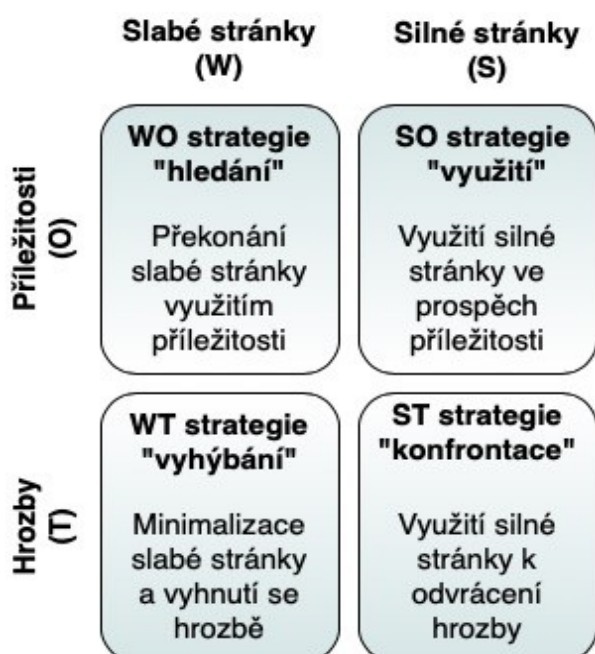 Slabé stránky
(W)
Silné stránky
(S)
Příležitosti
(O)
WO strategie
"hledání"
Překonání
slabé stránky
využitím
příležitosti
SO strategie
"využití"
Využití silné
stránky ve
prospěch
příležitosti
Hrozby
(T)
WT strategie
"vyhýbání"
Minimalizace
slabé stránky
a vyhnutí se
hrozbě
ST strategie
"konfrontace"
Využití silné
stránky k
odvrácení
hrozby